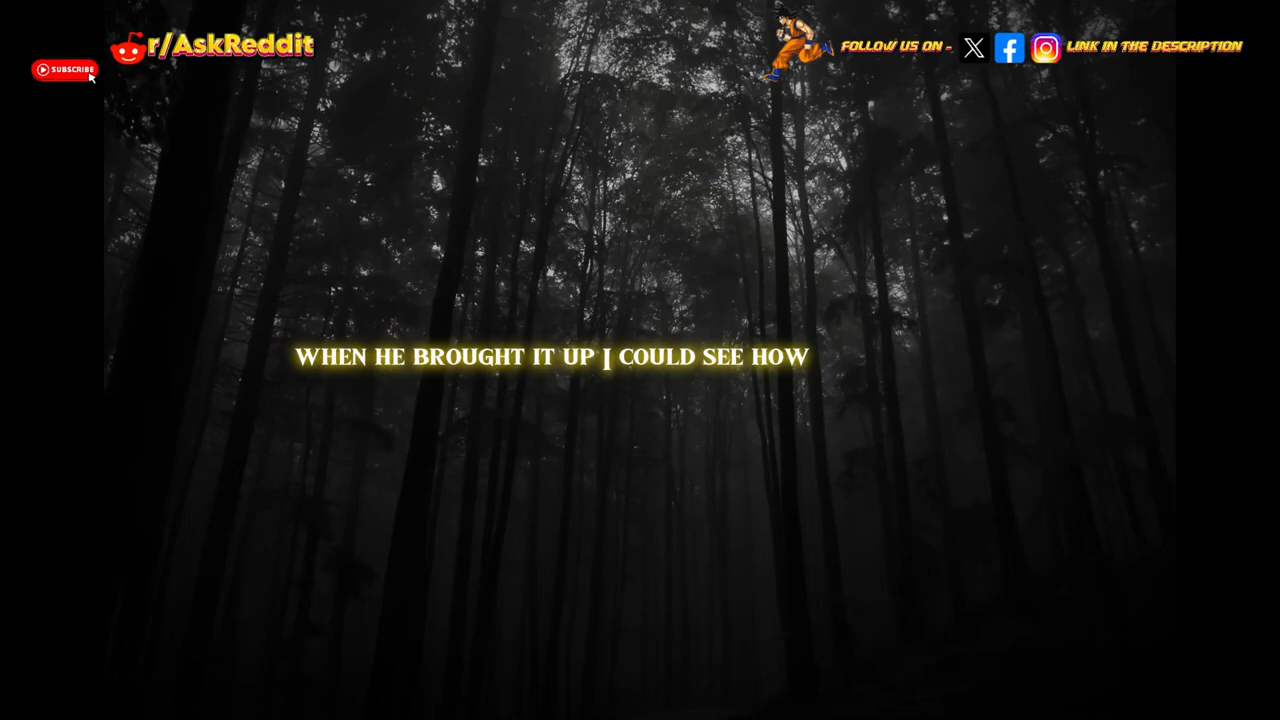 r/AskReddit
SUBSCRIBE
FOLLOW US ON - LINK IN THE DESCRIPTION
WHEN HE BROUGHT IT UP I COULD SEE HOW